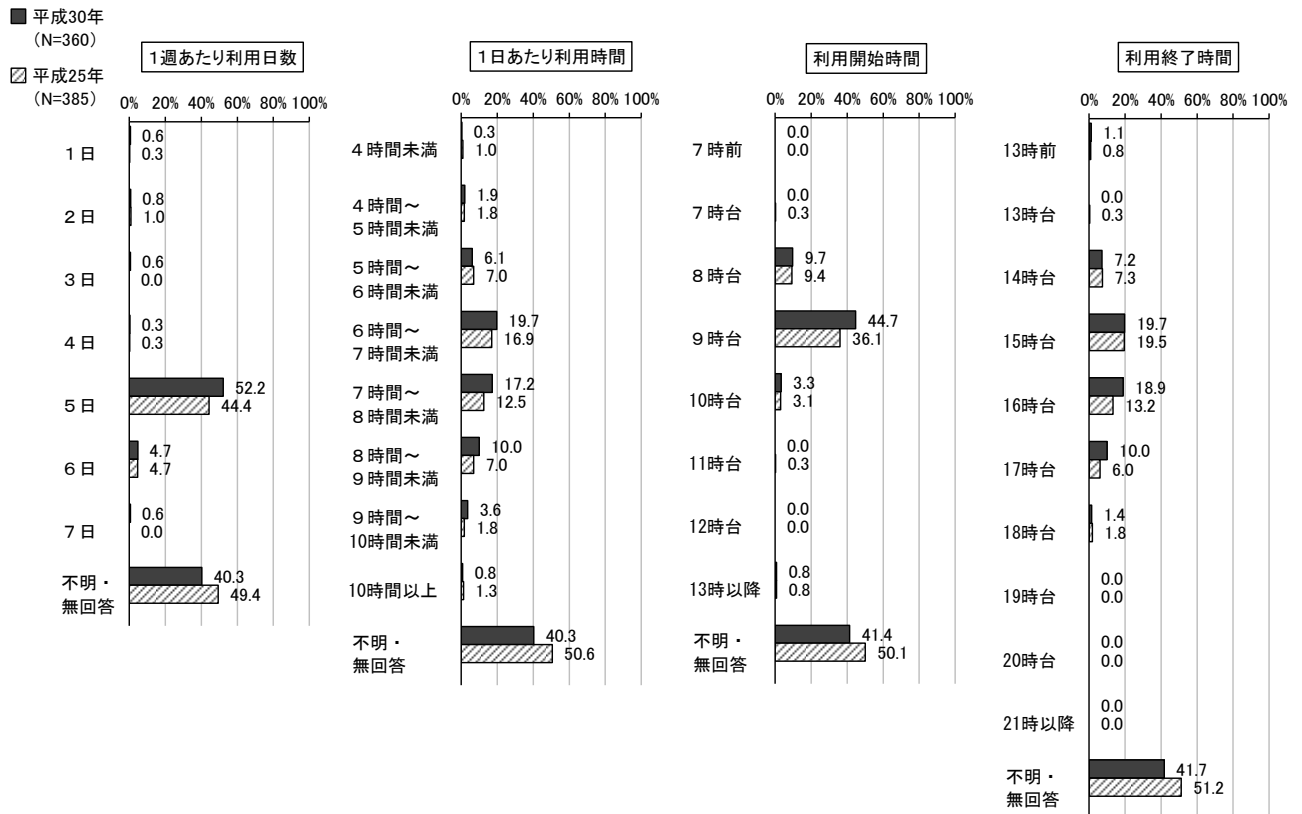 平成30年
(N=360)
平成25年
(N=385)
１週あたり利用日数
0% 20% 40% 60% 80% 100%
１日 0.6
0.3
２日 0.8
1.0
３日 0.6
0.0
４日 0.3
0.3
５日 52.2
44.4
６日 4.7
4.7
７日 0.6
0.0
不明・ 40.3
無回答 49.4
１日あたり利用時間
0% 20% 40% 60% 80% 100%
４時間未満 0.3
1.0
４時間～ 1.9
５時間未満 1.8
５時間～ 6.1
６時間未満 7.0
６時間～ 19.7
７時間未満 16.9
７時間～ 17.2
８時間未満 12.5
８時間～ 10.0
９時間未満 7.0
９時間～ 3.6
10時間未満 1.8
10時間以上 0.8
1.3
不明・ 40.3
無回答 50.6
利用開始時間
0% 20% 40% 60% 80% 100%
７時前 0.0
0.0
７時台 0.0
0.3
８時台 9.7
9.4
９時台 44.7
36.1
10時台 3.3
3.1
11時台 0.0
0.3
12時台 0.0
0.0
13時以降 0.8
0.8
不明・ 41.4
無回答 50.1
利用終了時間
0% 20% 40% 60% 80% 100%
13時前 1.1
0.8
13時台 0.0
0.3
14時台 7.2
7.3
15時台 19.7
19.5
16時台 18.9
13.2
17時台 10.0
6.0
18時台 1.4
1.8
19時台 0.0
0.0
20時台 0.0
0.0
21時以降 0.0
0.0
不明・ 41.7
無回答 51.2